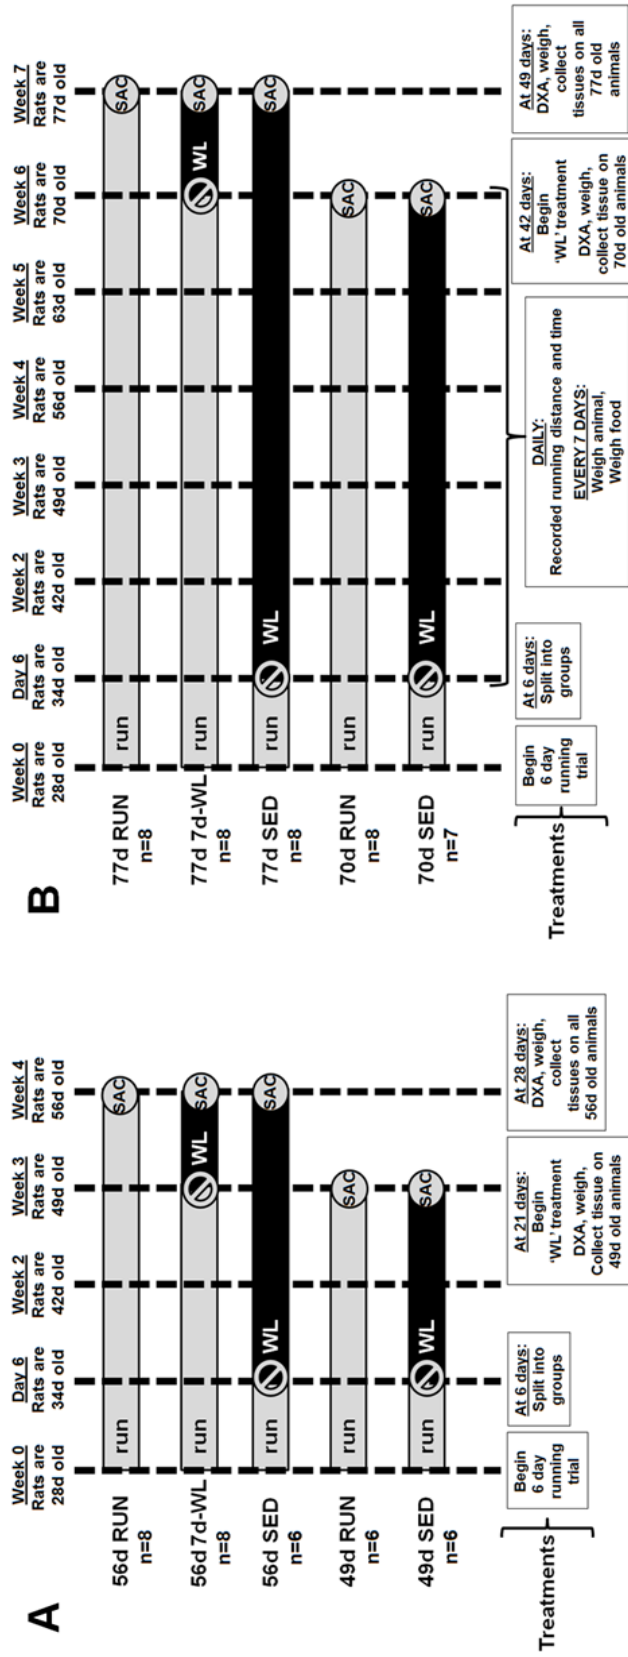 A
Week 0
Rats are
28d old
Day 6
Rats are
34d old
Week 2
Rats are
42d old
Week 3
Rats are
49d old
Week 4
Rats are
56d old
56d RUN
n=8
SAC
56d 7d-WL
n=8
run
WL
SAC
56d SED
n=6
run
WL
SAC
49d RUN
n=6
run
SAC
49d SED
n=6
run
WL
SAC
Treatments
Begin
6 day
running
trial
At 6 days:
Split into
groups
At 21 days:
Begin
'WL' treatment
DXA, weigh,
Collect tissue on
49d old animals
At 28 days:
DXA, weigh,
collect
tissues on all
56d old animals
run
B
Week 0
Rats are
28d old
Day 6
Rats are
34d old
Week 2
Rats are
42d old
Week 3
Rats are
49d old
Week 4
Rats are
56d old
Week 5
Rats are
63d old
Week 6
Rats are
70d old
Week 7
Rats are
77d old
77d RUN
n=8
run
SAC
77d 7d-WL
n=8
run
WL
SAC
77d SED
n=8
run
WL
SAC
70d RUN
n=8
run
SAC
70d SED
n=7
run
WL
SAC
Treatments
Begin
6 day
running
trial
At 6 days:
Split into
groups
DAILY:
Recorded running distance and time
EVERY 7 DAYS:
Weigh animal,
Weigh food
At 42 days:
Begin
'WL' treatment
DXA, weigh,
collect tissue on
70d old animals
At 49 days:
DXA, weigh,
collect
tissues on all
77d old
animals